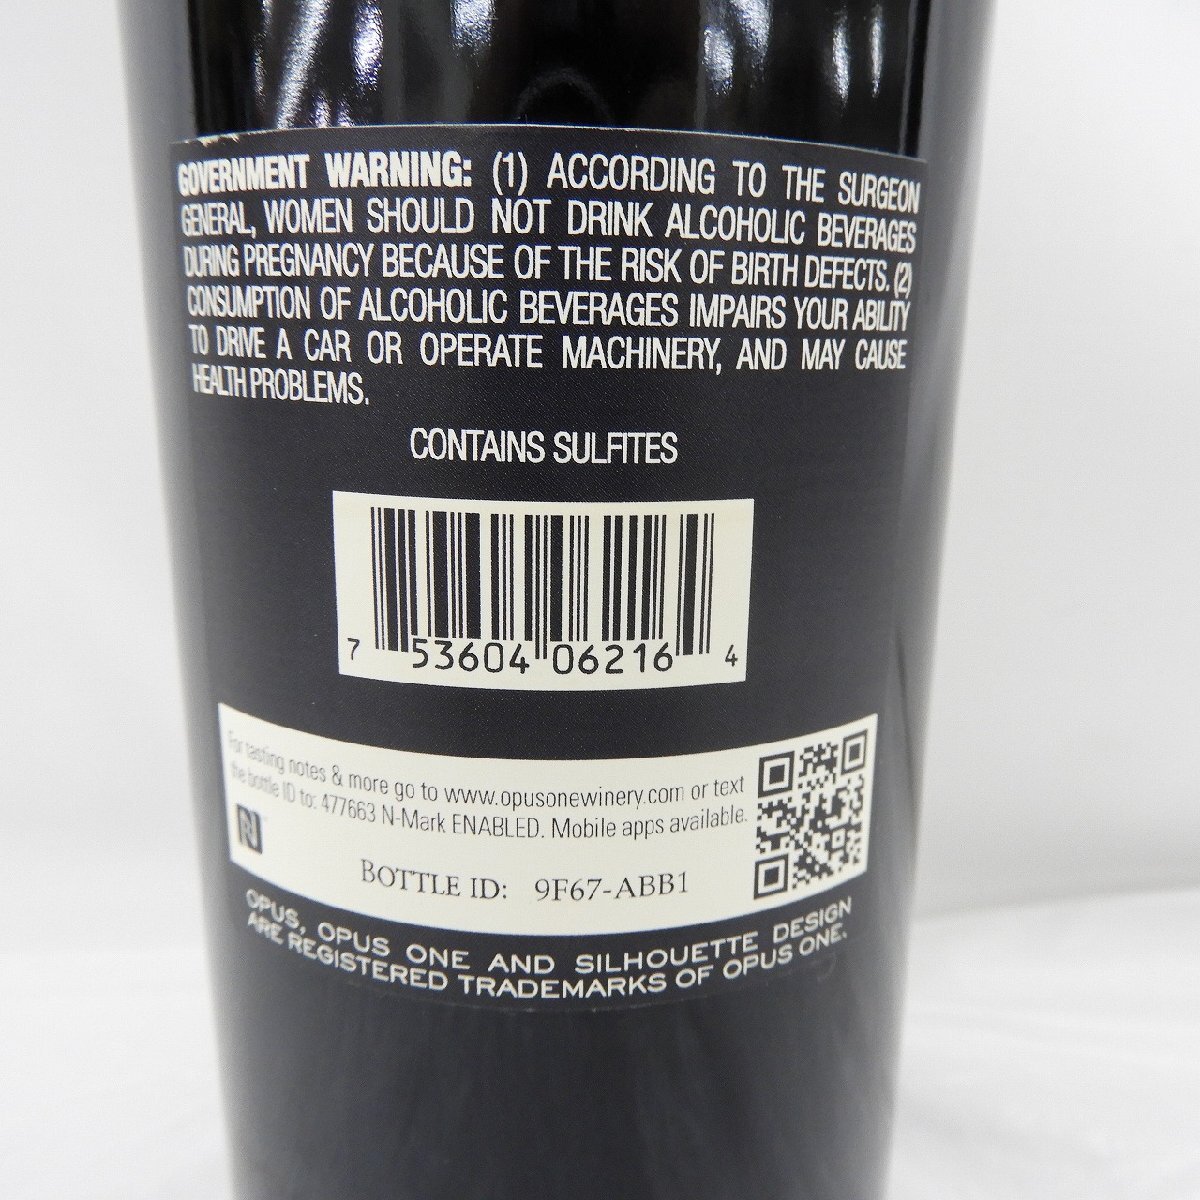 GOVERNMENT WARNING: (1) ACCORDING TO THE SURGEON
GENERAL, WOMEN SHOULD NOT DRINK ALCOHOLIC BEVERAGES
DURING PREGNANCY BECAUSE OF THE RISK OF BIRTH DEFECTS. (2)
CONSUMPTION OF ALCOHOLIC BEVERAGES IMPAIRS YOUR ABILITY
TO DRIVE A CAR OR OPERATE MACHINERY, AND MAY CAUSE
HEALTH PROBLEMS.
CONTAINS SULFITES
7 53604 06216 4
For tasting notes & more go to www.opusonewinery.com or text
the bottle ID to: 477663 N-Mark ENABLED. Mobile apps available.
BOTTLE ID: 9F67-ABB1
OPUS, OPUS ONE AND SILHOUETTE DESIGN
ARE REGISTERED TRADEMARKS OF OPUS ONE.